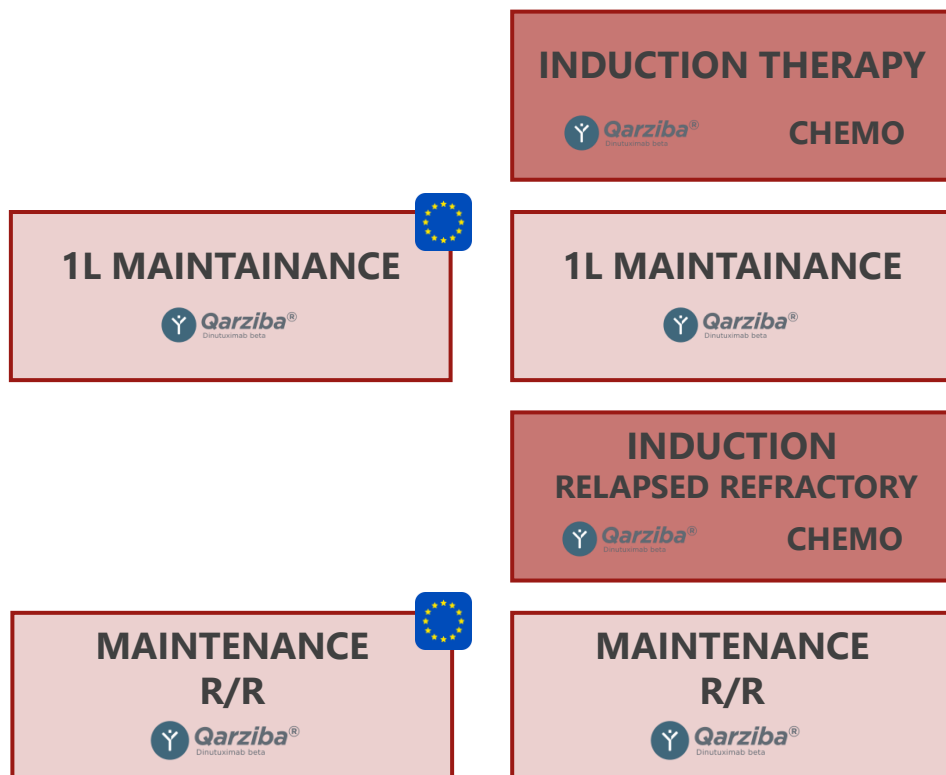 INDUCTION THERAPY
Qarziba®
Dinutuximab beta
CHEMO
1L MAINTAINANCE
Qarziba®
Dinutuximab beta
1L MAINTAINANCE
Qarziba®
Dinutuximab beta
INDUCTION
RELAPSED REFRACTORY
Qarziba®
Dinutuximab beta
CHEMO
MAINTENANCE
R/R
Qarziba®
Dinutuximab beta
MAINTENANCE
R/R
Qarziba®
Dinutuximab beta